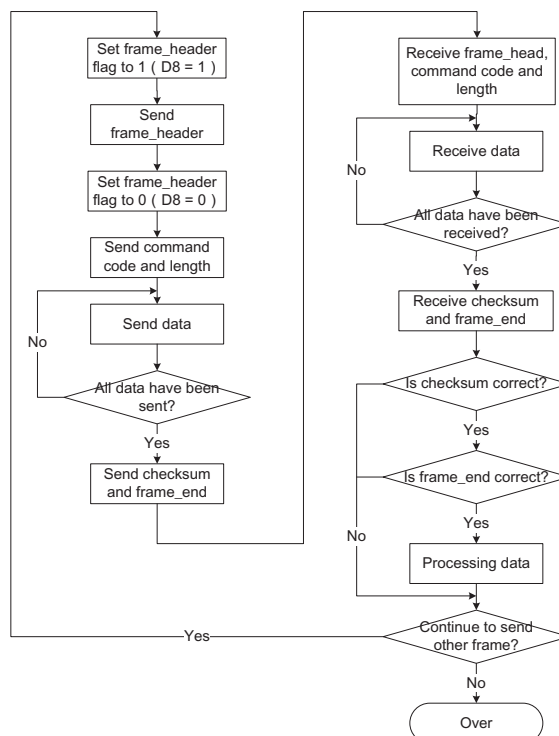 Set frame_header
flag to 1 ( D8 = 1 )
Send
frame_header
Set frame_header
flag to 0 ( D8 = 0 )
Send command
code and length
Send data
No
All data have been
sent?
Yes
Send checksum
and frame_end
Receive frame_head,
command code and
length
Receive data
No
All data have been
received?
Yes
Receive checksum
and frame_end
Is checksum correct?
Yes
Is frame_end correct?
Yes
No
Processing data
Continue to send
other frame?
Yes
No
Over